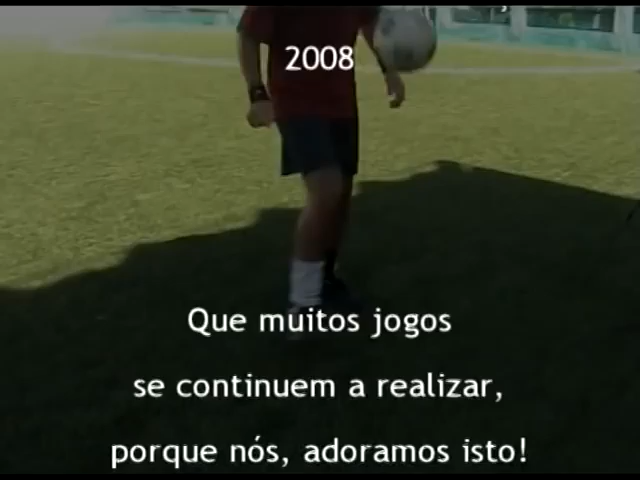 2008
Que muitos jogos
se continuem a realizar,
porque nós, adoramos isto!